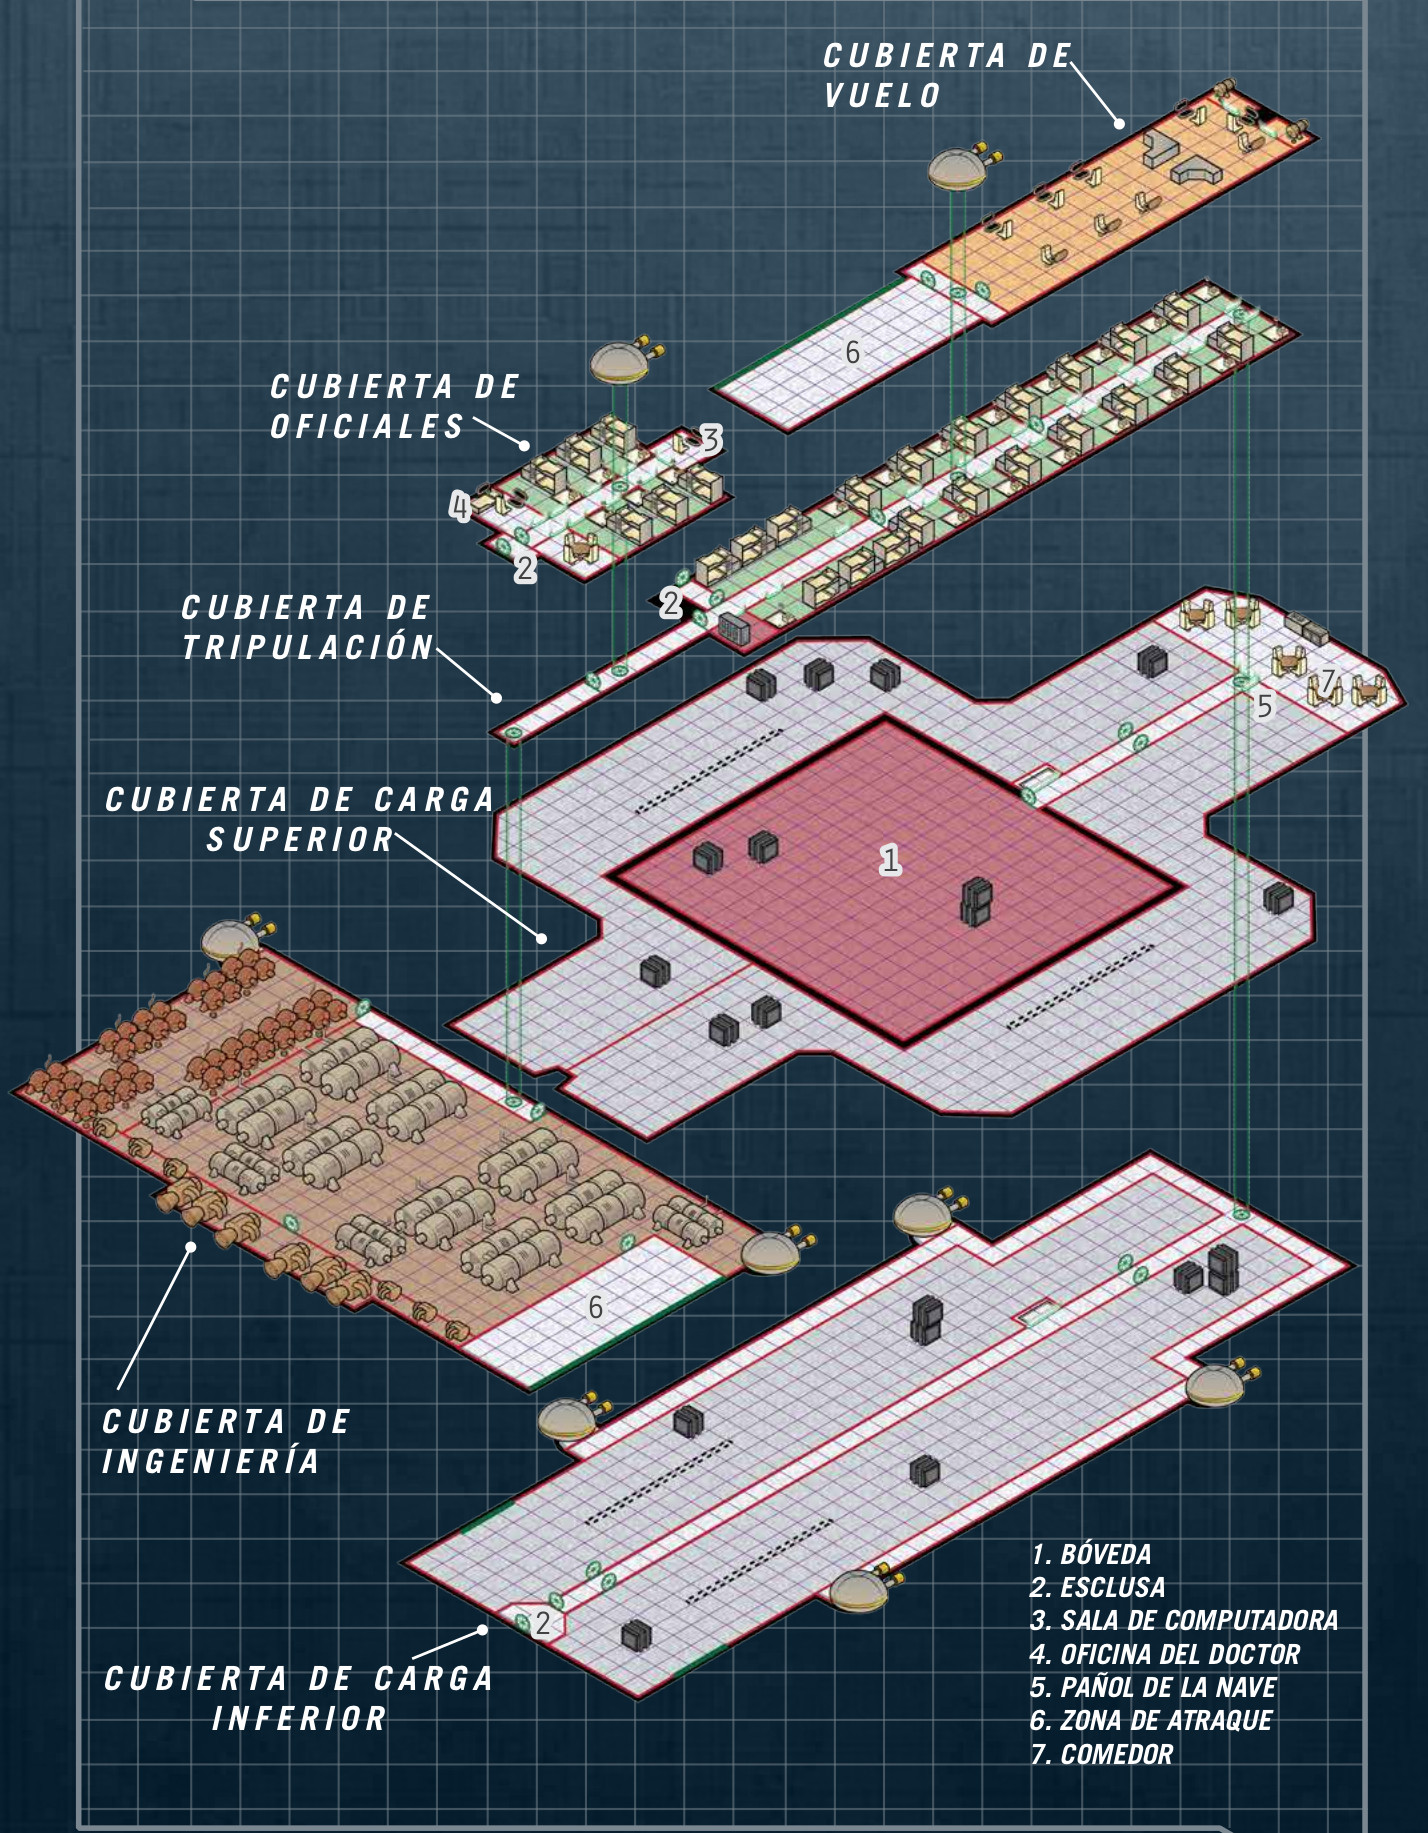 CUBIERTA DE
VUELO
6
CUBIERTA DE
OFICIALES
3
4
2
CUBIERTA DE
TRIPULACIÓN
2
7
5
CUBIERTA DE CARGA
SUPERIOR
1
6
CUBIERTA DE
INGENIERÍA
2
CUBIERTA DE CARGA
INFERIOR
1. BÓVEDA
2. ESCLUSA
3. SALA DE COMPUTADORA
4. OFICINA DEL DOCTOR
5. PAÑOL DE LA NAVE
6. ZONA DE ATRAQUE
7. COMEDOR